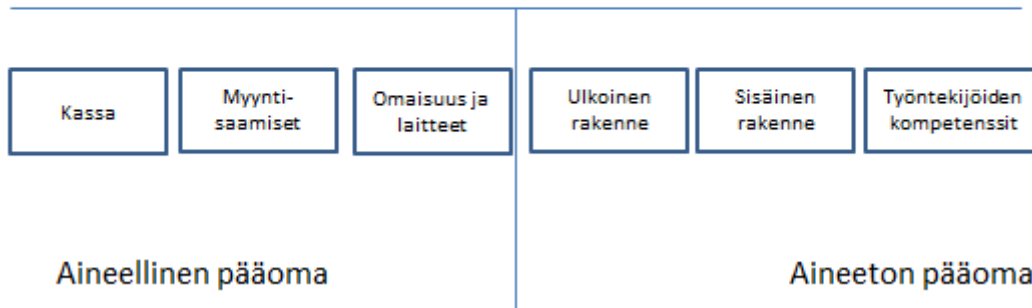 Kassa
Myynti-
saamiset
Omaisuus ja
laitteet
Ulkoinen
rakenne
Sisäinen
rakenne
Työntekijöiden
kompetenssit
Aineellinen pääoma
Aineeton pääoma